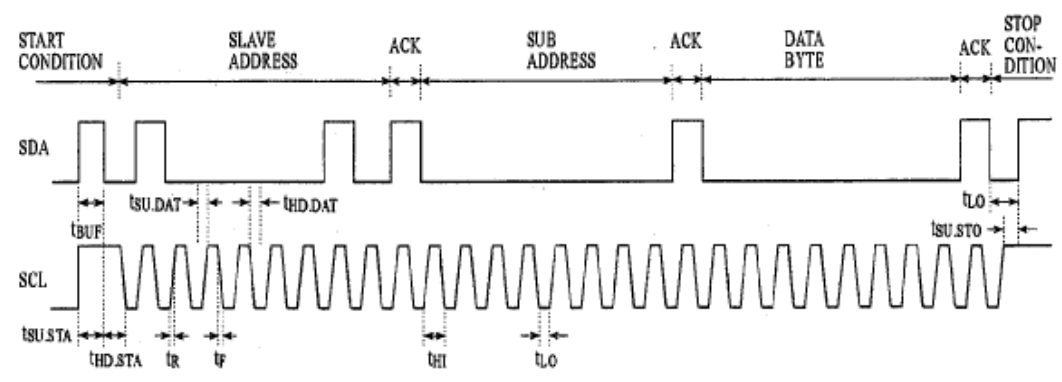 START CONDITION
SLAVE ADDRESS
ACK
SUB ADDRESS
ACK
DATA BYTE
ACK
STOP CON-DITION
SDA
tSU.DAT
tHD.DAT
tBUF
tLO
tSU.STO
SCL
tSU.STA
tHD.STA
tR
tF
tHI
tLO